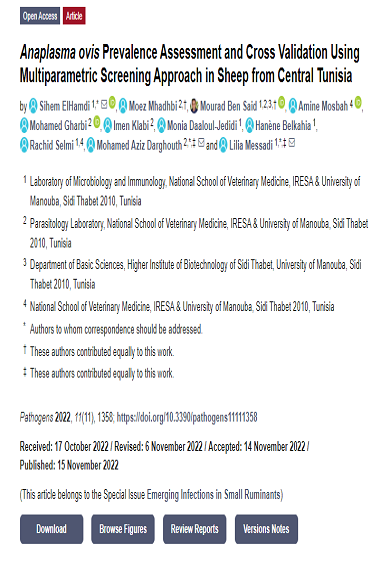 Open Access Article
Anaplasma ovis Prevalence Assessment and Cross Validation Using
Multiparametric Screening Approach in Sheep from Central Tunisia
by Sihem ElHamdi 1,*, Moez Mhadhbi 2,†, Mourad Ben Said 1,2,3,†, Amine Mosbah 4,
Mohamed Gharbi 2, Imen Klabi 2, Monia Daaloul-Jedidi 1, Hanène Belkahia 1,
Rachid Selmi 1,4, Mohamed Aziz Darghouth 2,*,‡ and Lilia Messadi 1,*,‡
1 Laboratory of Microbiology and Immunology, National School of Veterinary Medicine, IRESA & University of
Manouba, Sidi Thabet 2010, Tunisia
2 Parasitology Laboratory, National School of Veterinary Medicine, IRESA & University of Manouba, Sidi Thabet
2010, Tunisia
3 Department of Basic Sciences, Higher Institute of Biotechnology of Sidi Thabet, University of Manouba, Sidi
Thabet 2010, Tunisia
4 National School of Veterinary Medicine, IRESA & University of Manouba, Sidi Thabet 2010, Tunisia
* Authors to whom correspondence should be addressed.
† These authors contributed equally to this work.
‡ These authors contributed equally to this work.
Pathogens 2022, 11(11), 1358; https://doi.org/10.3390/pathogens11111358
Received: 17 October 2022 / Revised: 6 November 2022 / Accepted: 14 November 2022 /
Published: 15 November 2022
(This article belongs to the Special Issue Emerging Infections in Small Ruminants)
Download Browse Figures Review Reports Versions Notes